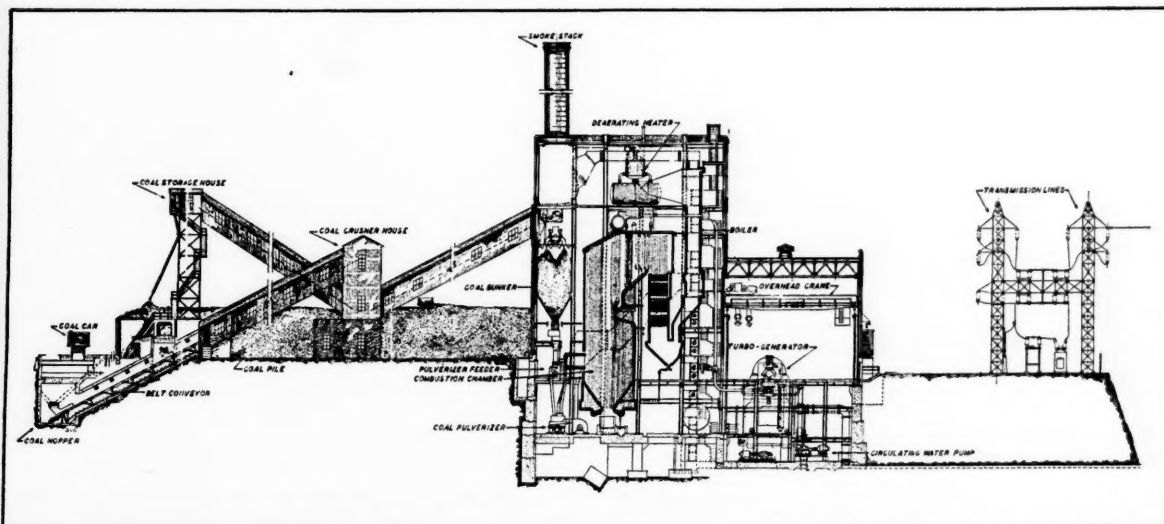 SMOKE STACK
DEAERATING HEATER
COAL STORAGE HOUSE
TRANSMISSION LINES
COAL CRUSHER HOUSE
BOILER
COAL BUNKER
OVERHEAD CRANE
COAL CAR
TURBO-GENERATOR
COAL PILE
PULVERIZER FEEDER
COMBUSTION CHAMBER
BELT CONVEYOR
COAL PULVERIZER
COAL HOPPER
CIRCULATING WATER PUMP